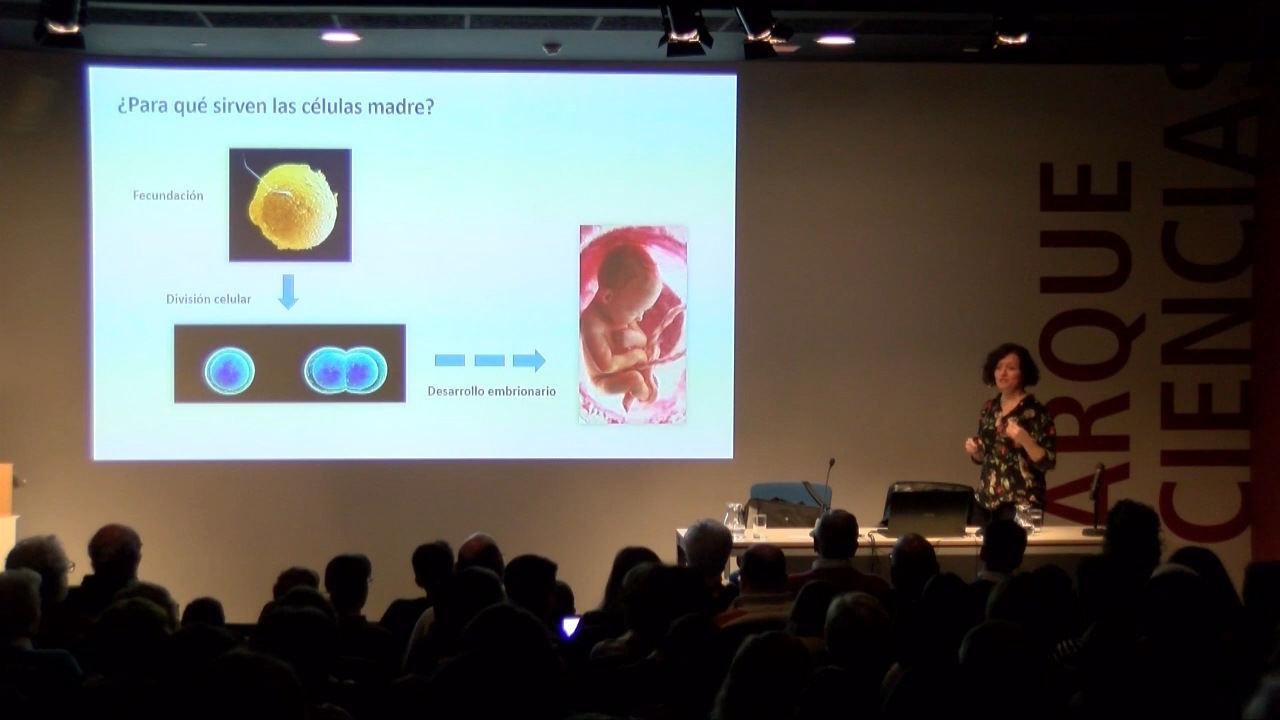 ¿Para qué sirven las células madre?
Fecundación
División celular
Desarrollo embrionario
ARQUE
CIENCIAS